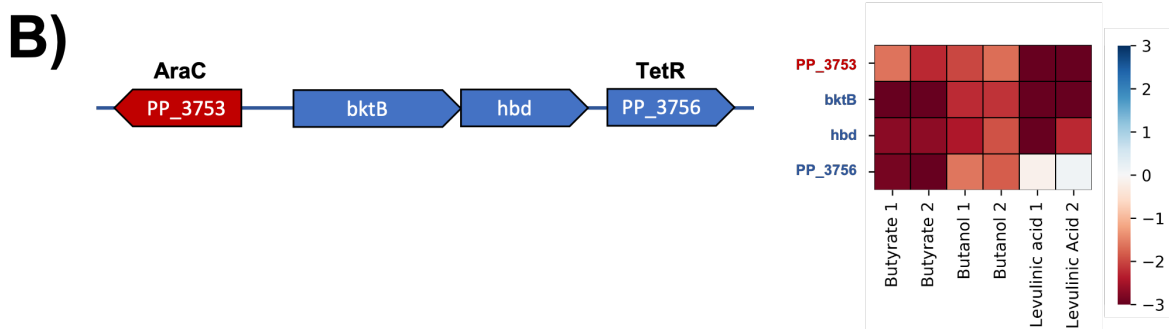 B)
AraC
TetR
PP_3753
bktB
hbd
PP_3756
PP_3753
bktB
hbd
PP_3756
Butyrate 1
Butyrate 2
Butanol 1
Butanol 2
Levulinic acid 1
Levulinic Acid 2
3
2
1
0
−1
−2
−3